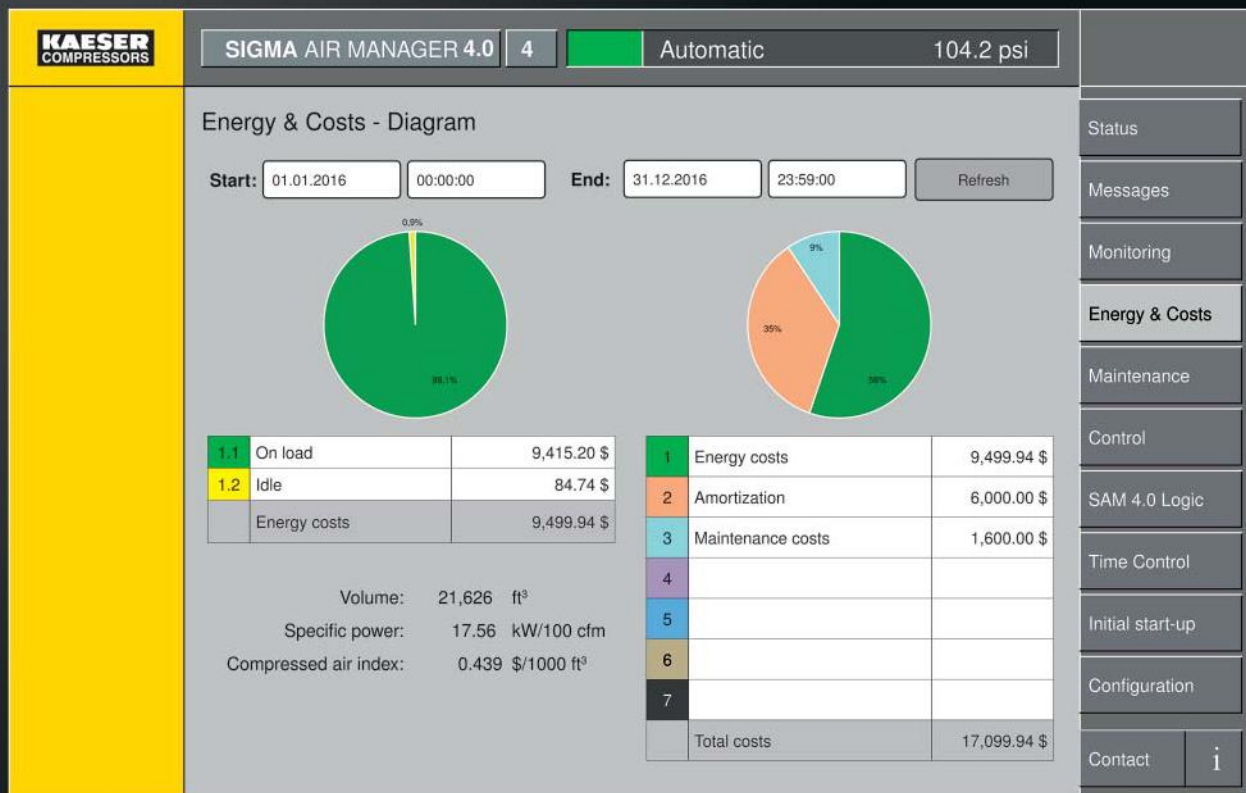 KAESER
COMPRESSORS
SIGMA AIR MANAGER 4.0 4 Automatic 104.2 psi
Energy & Costs - Diagram
Start: 01.01.2016 00:00:00 End: 31.12.2016 23:59:00 Refresh
0.9%
9%
35%
1.1 On load 9,415.20 $
1.2 Idle 84.74 $
Energy costs 9,499.94 $
Volume: 21,626 ft³
Specific power: 17.56 kW/100 cfm
Compressed air index: 0.439 $/1000 ft³
1 Energy costs 9,499.94 $
2 Amortization 6,000.00 $
3 Maintenance costs 1,600.00 $
4
5
6
7
Total costs 17,099.94 $
Status
Messages
Monitoring
Energy & Costs
Maintenance
Control
SAM 4.0 Logic
Time Control
Initial start-up
Configuration
Contact i